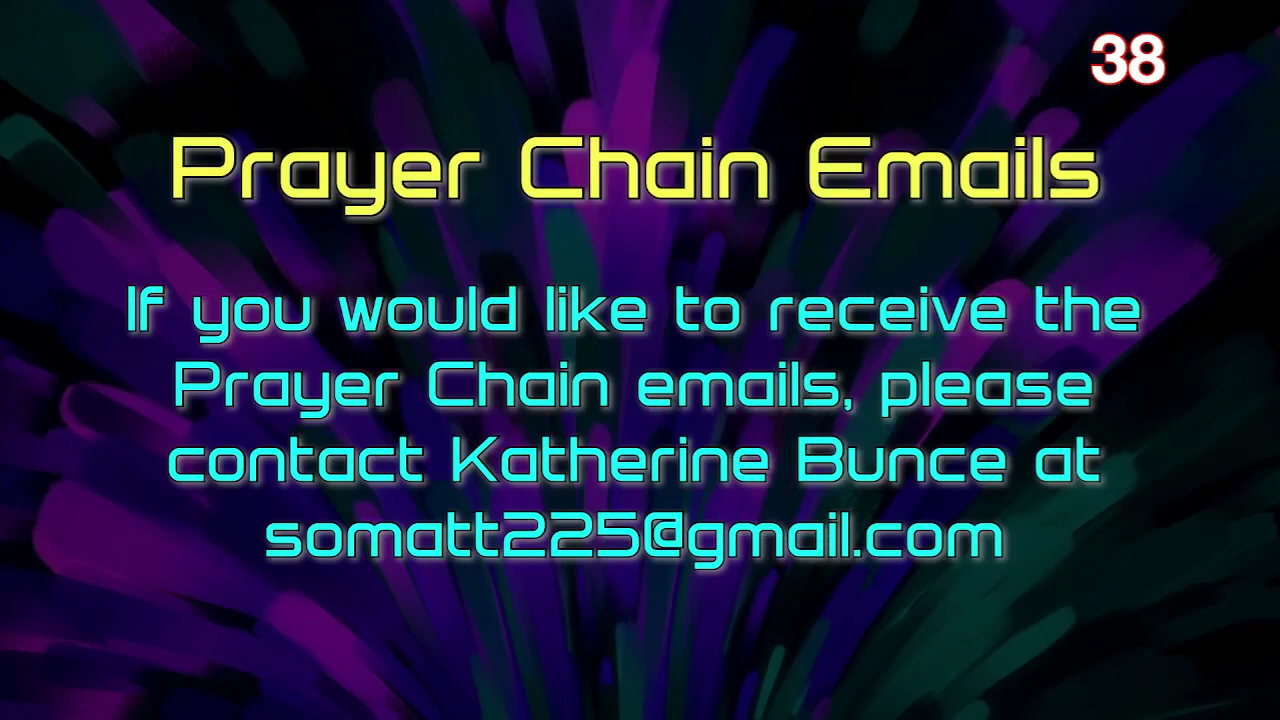 38
Prayer Chain Emails
If you would like to receive the
Prayer Chain emails, please
contact Katherine Bunce at
somatt225@gmail.com